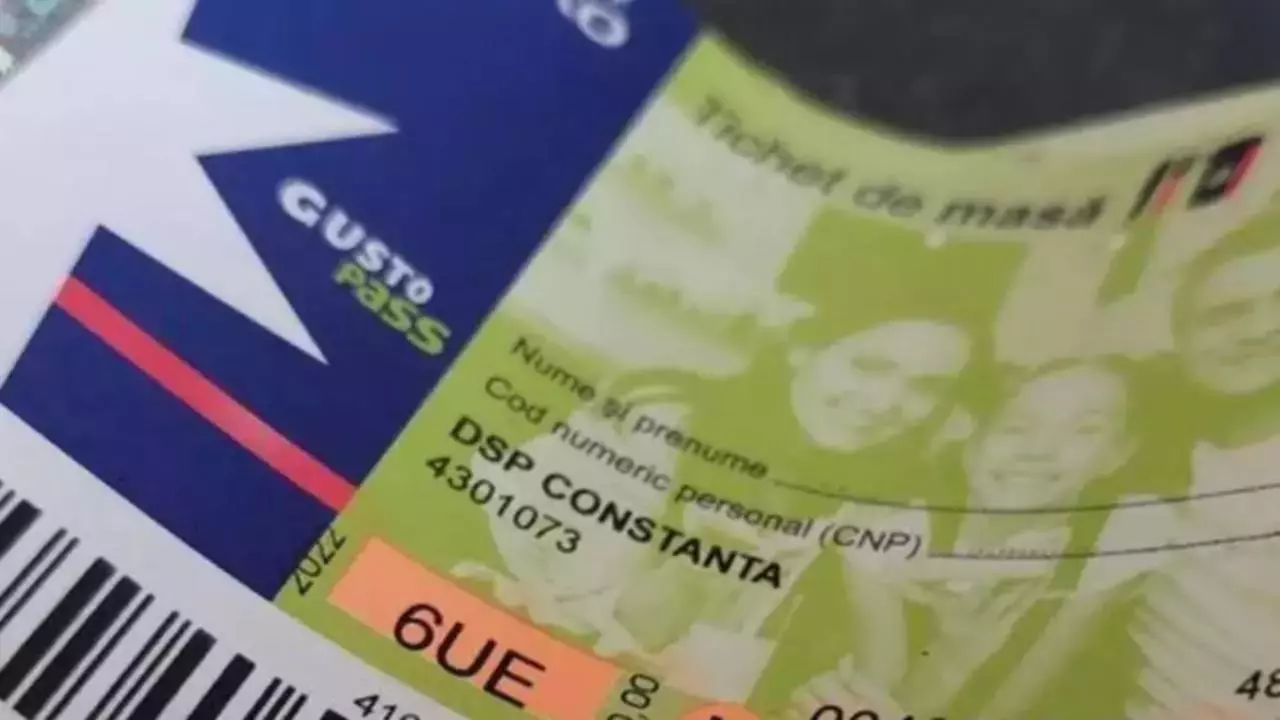 GUSTO
Pass
Tichet de masă
Nume și prenume
Cod numeric personal (CNP)
DSP CONSTANTA
4301073
2022
6UE